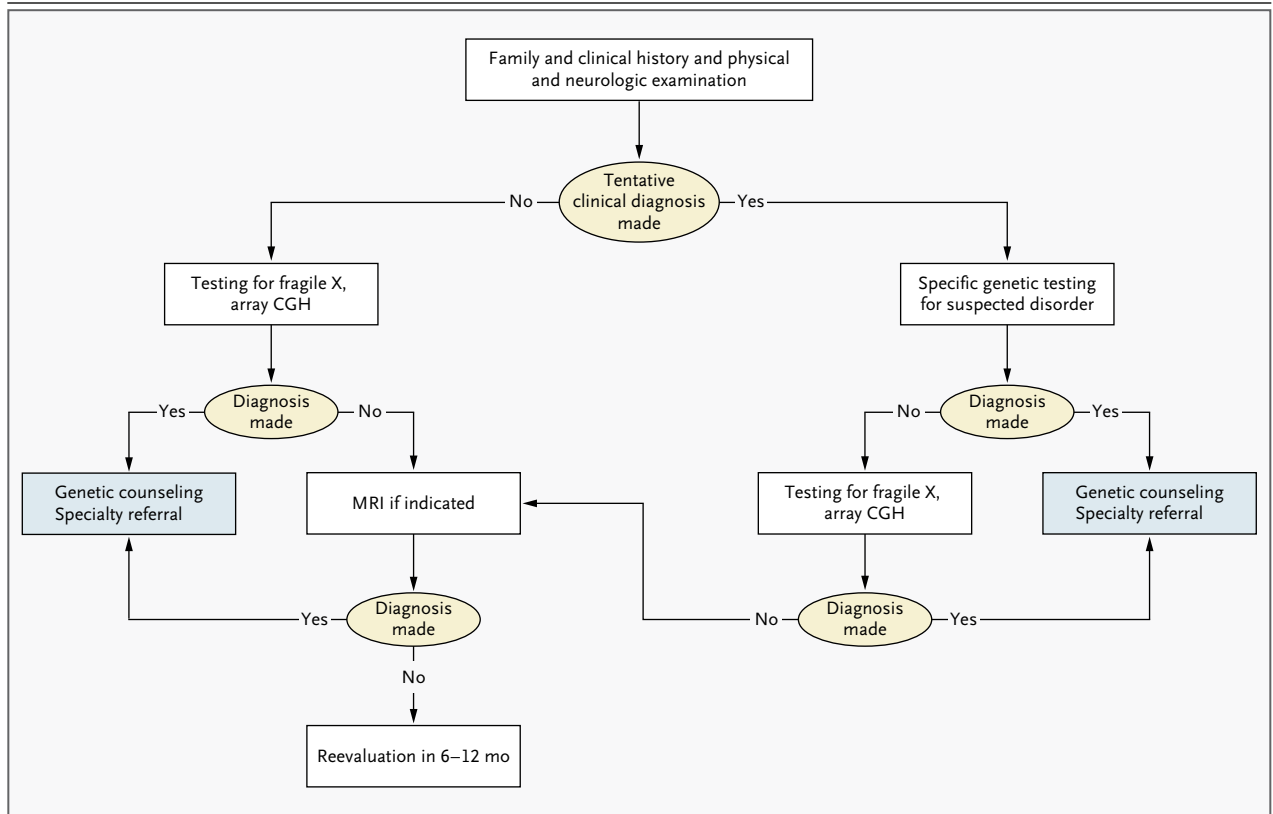 Family and clinical history and physical
and neurologic examination
Tentative
clinical diagnosis
made
No
Yes
Testing for fragile X,
array CGH
Specific genetic testing
for suspected disorder
Yes
Diagnosis
made
No
No
Diagnosis
made
Yes
Genetic counseling
Specialty referral
MRI if indicated
Testing for fragile X,
array CGH
Genetic counseling
Specialty referral
Yes
Diagnosis
made
No
Diagnosis
made
Yes
No
Reevaluation in 6–12 mo